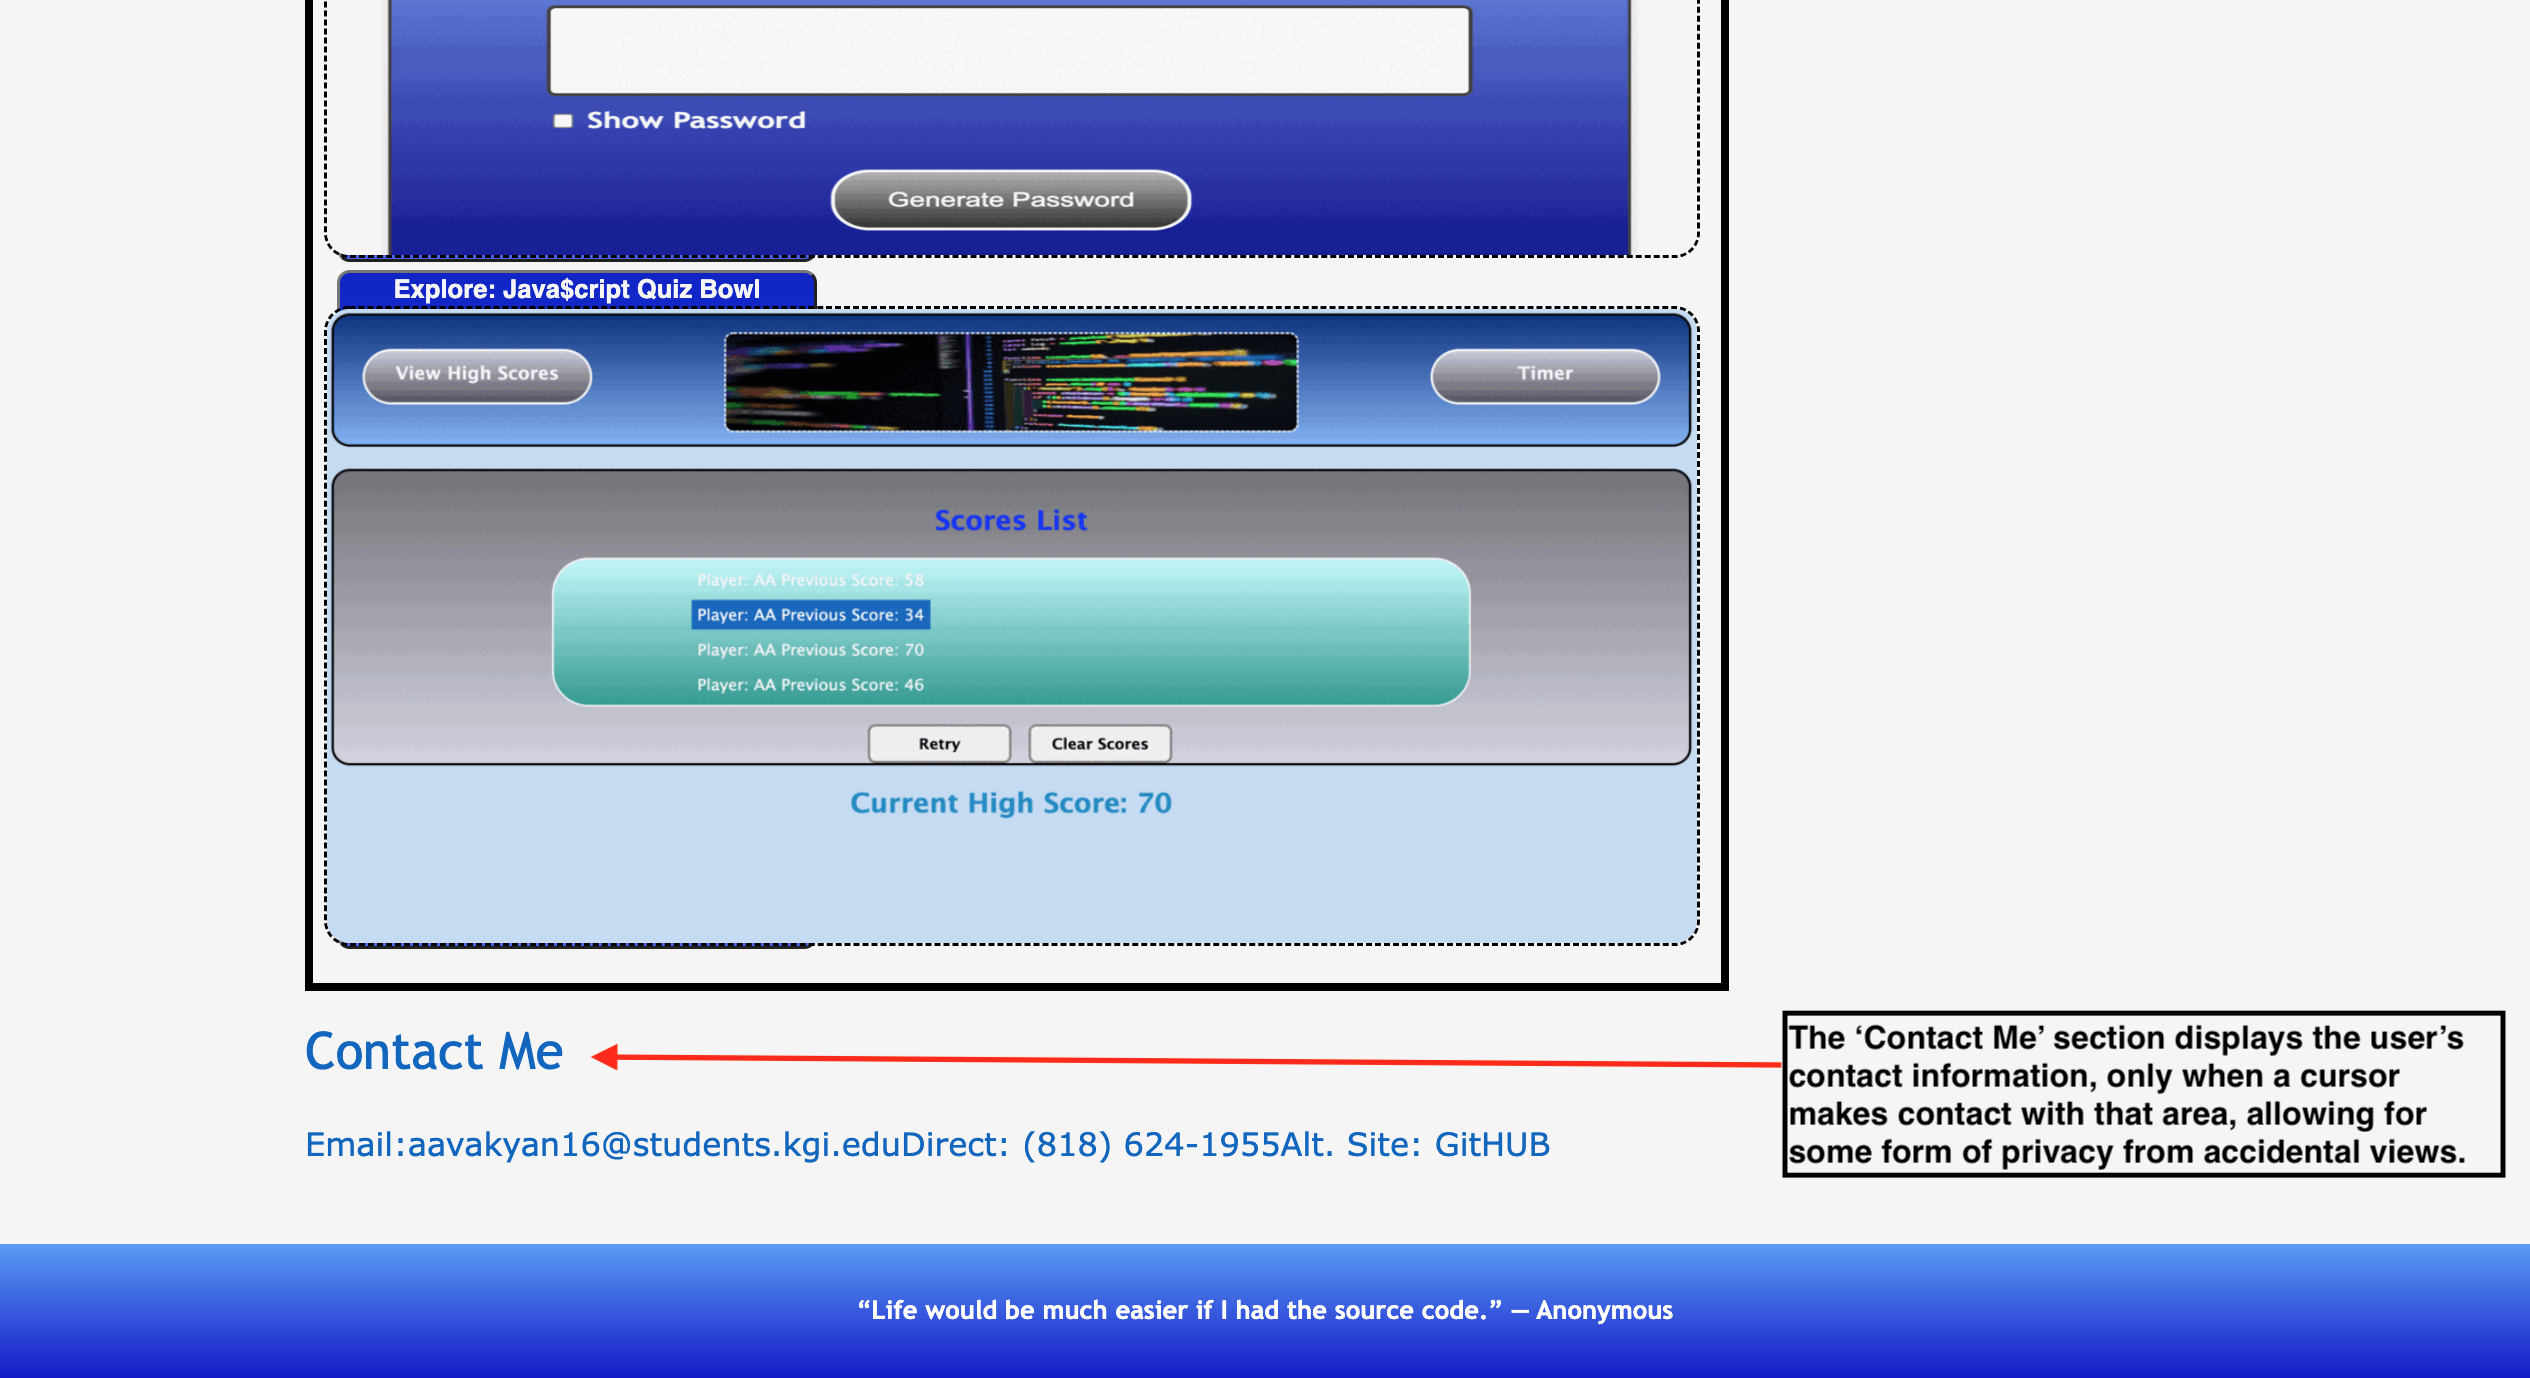 Show Password
Generate Password
Explore: Java$cript Quiz Bowl
View High Scores
Timer
Scores List
Player: AA Previous Score: 58
Player: AA Previous Score: 34
Player: AA Previous Score: 70
Player: AA Previous Score: 46
Retry
Clear Scores
Current High Score: 70
Contact Me
The ‘Contact Me’ section displays the user’s
contact information, only when a cursor
makes contact with that area, allowing for
some form of privacy from accidental views.
Email:aavakyan16@students.kgi.eduDirect: (818) 624-1955Alt. Site: GitHUB
“Life would be much easier if I had the source code.” — Anonymous